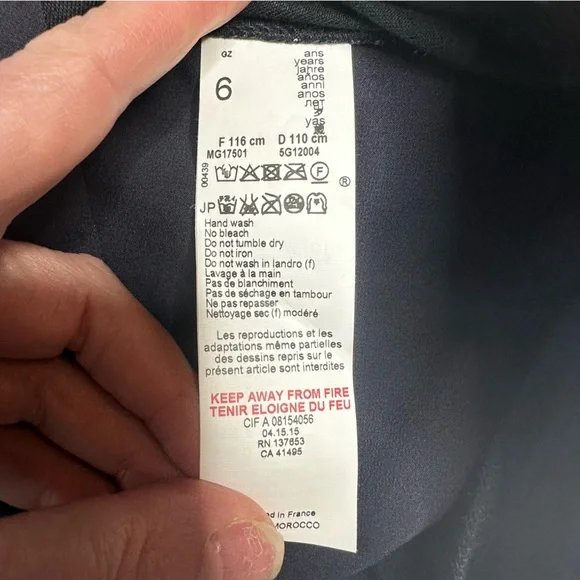 GZ
6
ans
years
jahre
años
anni
anos
лет
岁
yas
歲
F 116 cm D 110 cm
MG17501 5G12004
00439
F
®
JP
Hand wash
No bleach
Do not tumble dry
Do not iron
Do not wash in landro (f)
Lavage à la main
Pas de blanchiment
Pas de séchage en tambour
Ne pas repasser
Nettoyage sec (f) modéré
Les reproductions et les
adaptations même partielles
des dessins repris sur le
présent article sont interdites
KEEP AWAY FROM FIRE
TENIR ELOIGNE DU FEU
CIF A 08154056
04.15.15
RN 137653
CA 41495
in France
MOROCCO